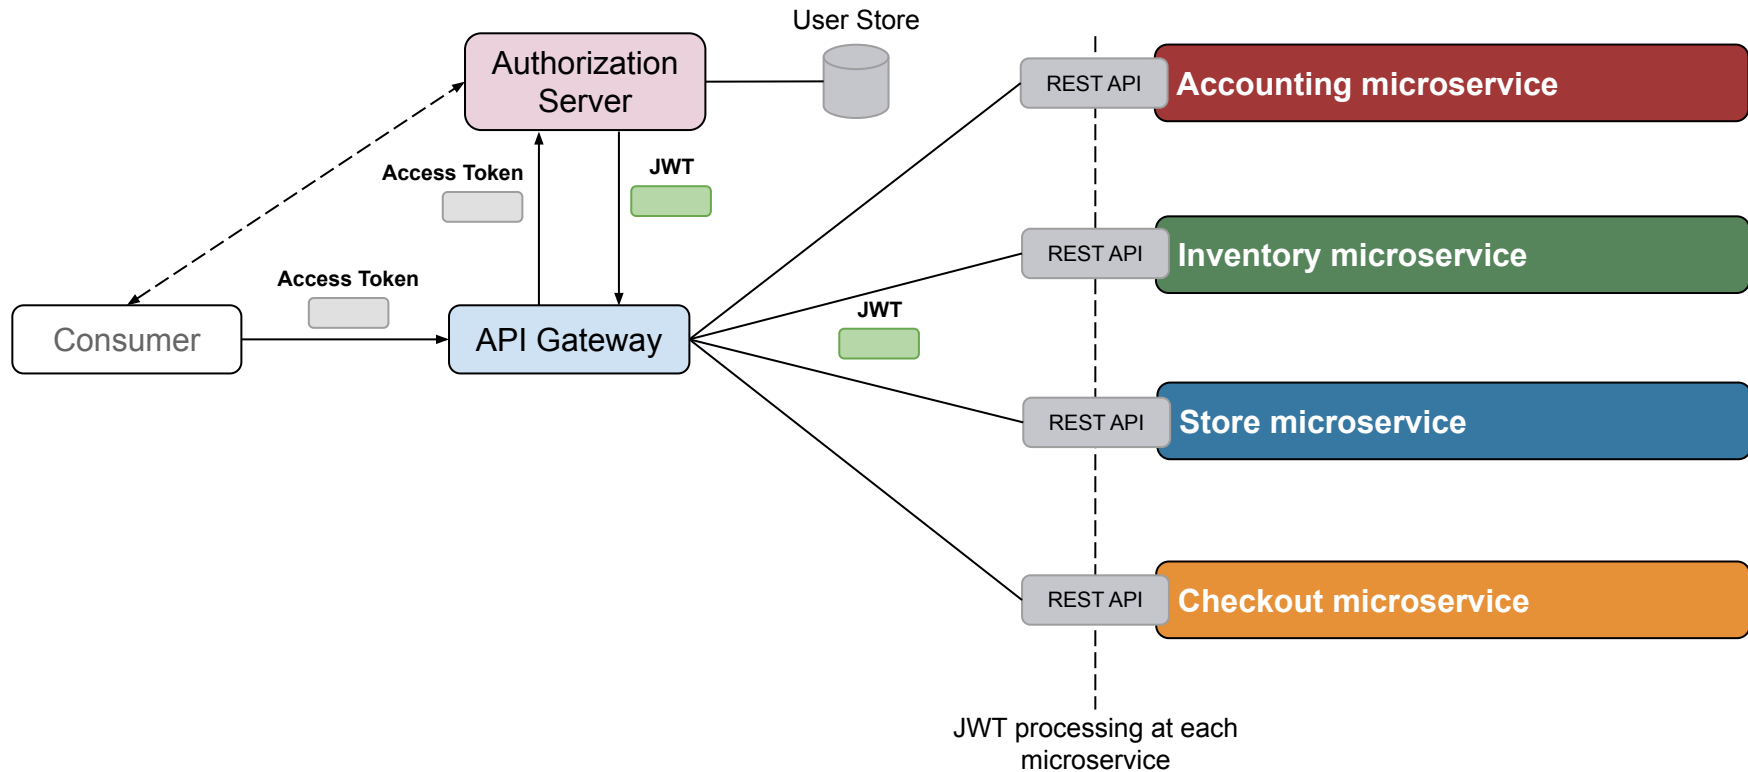 User Store
Authorization
Server
REST API
Accounting microservice
Access Token
JWT
REST API
Inventory microservice
Access Token
JWT
Consumer
API Gateway
REST API
Store microservice
REST API
Checkout microservice
JWT processing at each
microservice